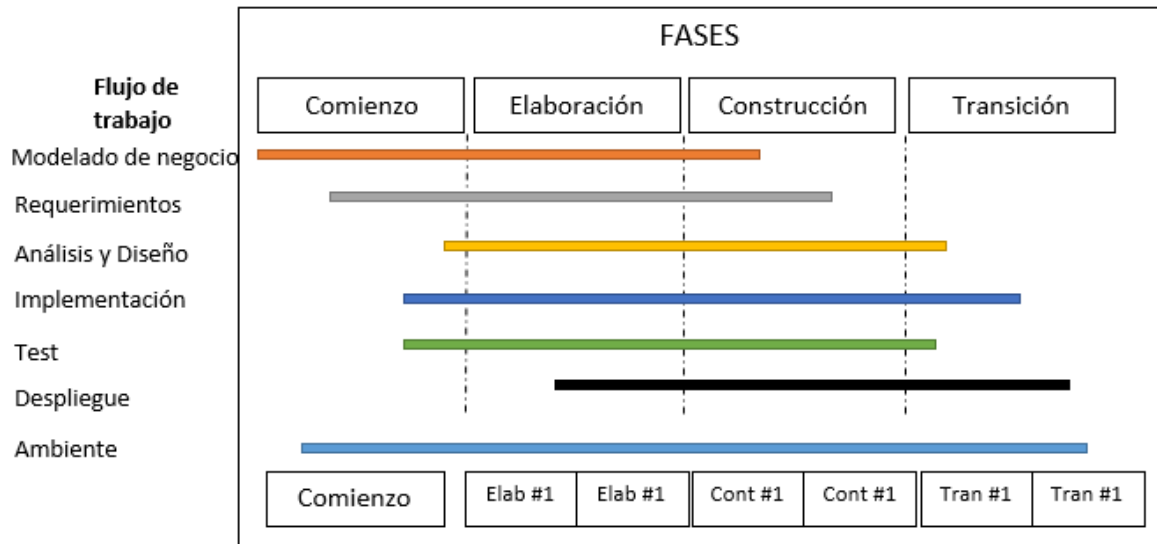 FASES
Flujo de
trabajo
Comienzo Elaboración Construcción Transición
Modelado de negocio
Requerimientos
Análisis y Diseño
Implementación
Test
Despliegue
Ambiente
Comienzo Elab #1 Elab #1 Cont #1 Cont #1 Tran #1 Tran #1